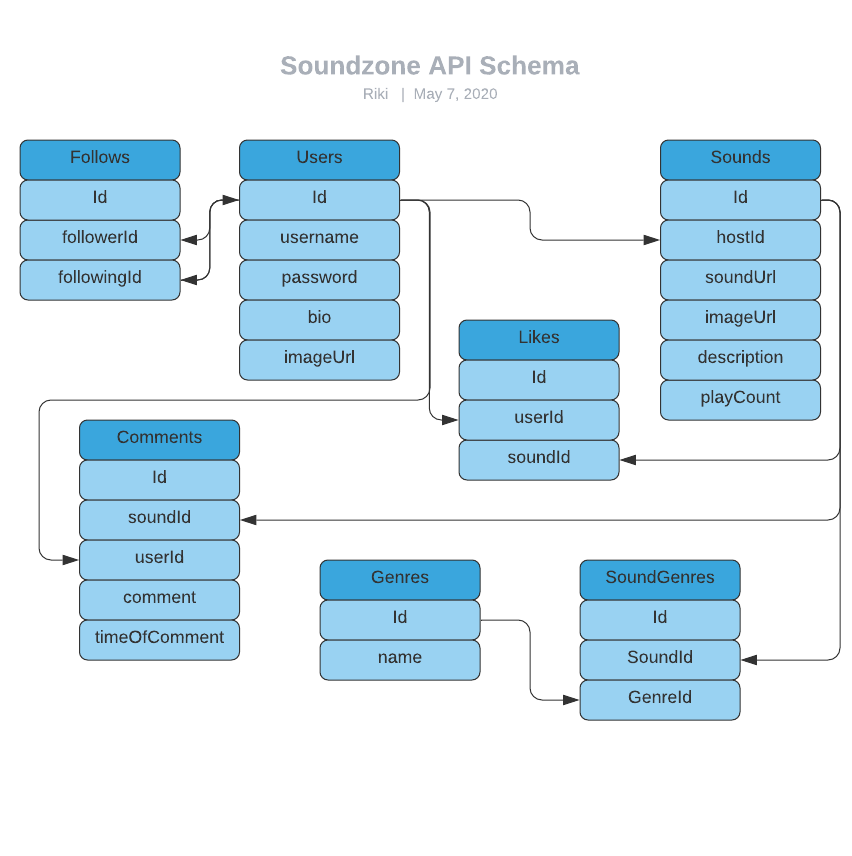 Soundzone API Schema
Riki | May 7, 2020
Follows
Id
followerId
followingId
Users
Id
username
password
bio
imageUrl
Sounds
Id
hostId
soundUrl
imageUrl
description
playCount
Likes
Id
userId
soundId
Comments
Id
soundId
userId
comment
timeOfComment
Genres
Id
name
SoundGenres
Id
SoundId
GenreId